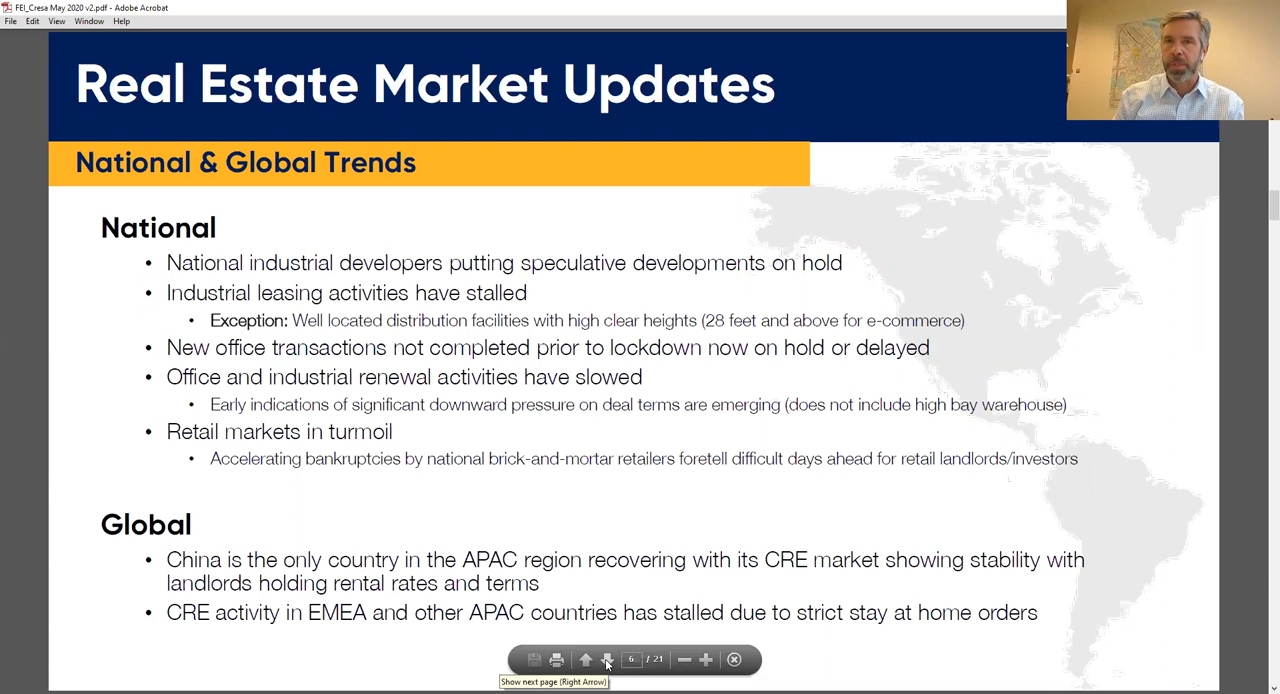 FEI_Cresa May 2020 v2.pdf - Adobe Acrobat
File Edit View Window Help
Real Estate Market Updates
National & Global Trends
National
• National industrial developers putting speculative developments on hold
• Industrial leasing activities have stalled
• Exception: Well located distribution facilities with high clear heights (28 feet and above for e-commerce)
• New office transactions not completed prior to lockdown now on hold or delayed
• Office and industrial renewal activities have slowed
• Early indications of significant downward pressure on deal terms are emerging (does not include high bay warehouse)
• Retail markets in turmoil
• Accelerating bankruptcies by national brick-and-mortar retailers foretell difficult days ahead for retail landlords/investors
Global
• China is the only country in the APAC region recovering with its CRE market showing stability with
landlords holding rental rates and terms
• CRE activity in EMEA and other APAC countries has stalled due to strict stay at home orders
6 / 21
Show next page (Right Arrow)